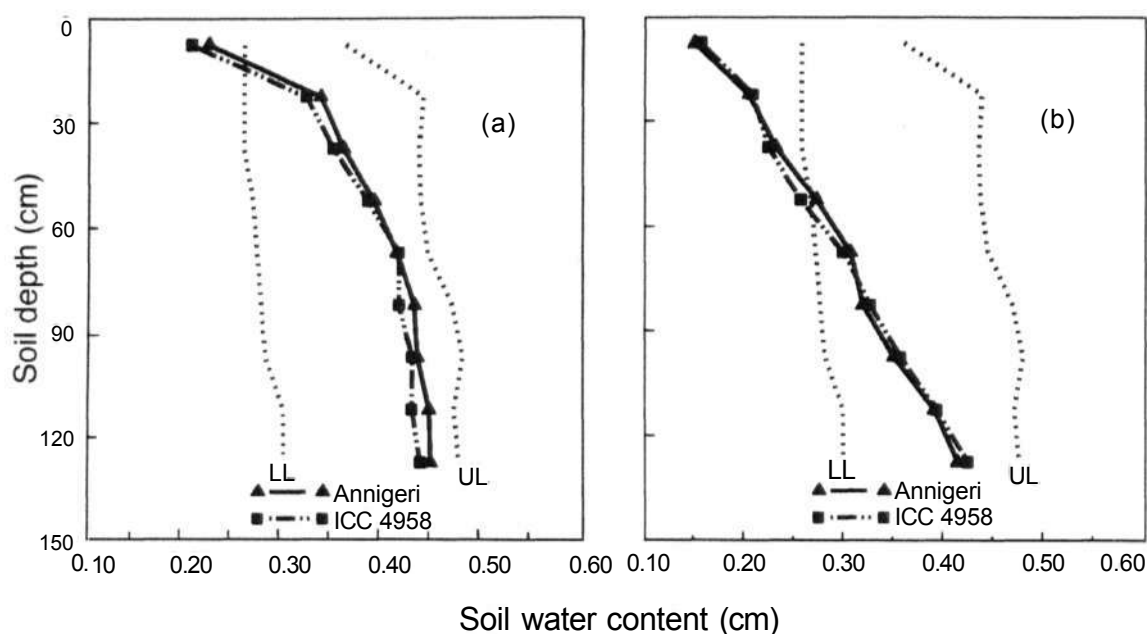 0
30
60
90
120
150
Soil depth (cm)
(a)
LL
UL
Annigeri
ICC 4958
0.10 0.20 0.30 0.40 0.50 0.60
(b)
LL
UL
Annigeri
ICC 4958
0.10 0.20 0.30 0.40 0.50 0.60
Soil water content (cm)